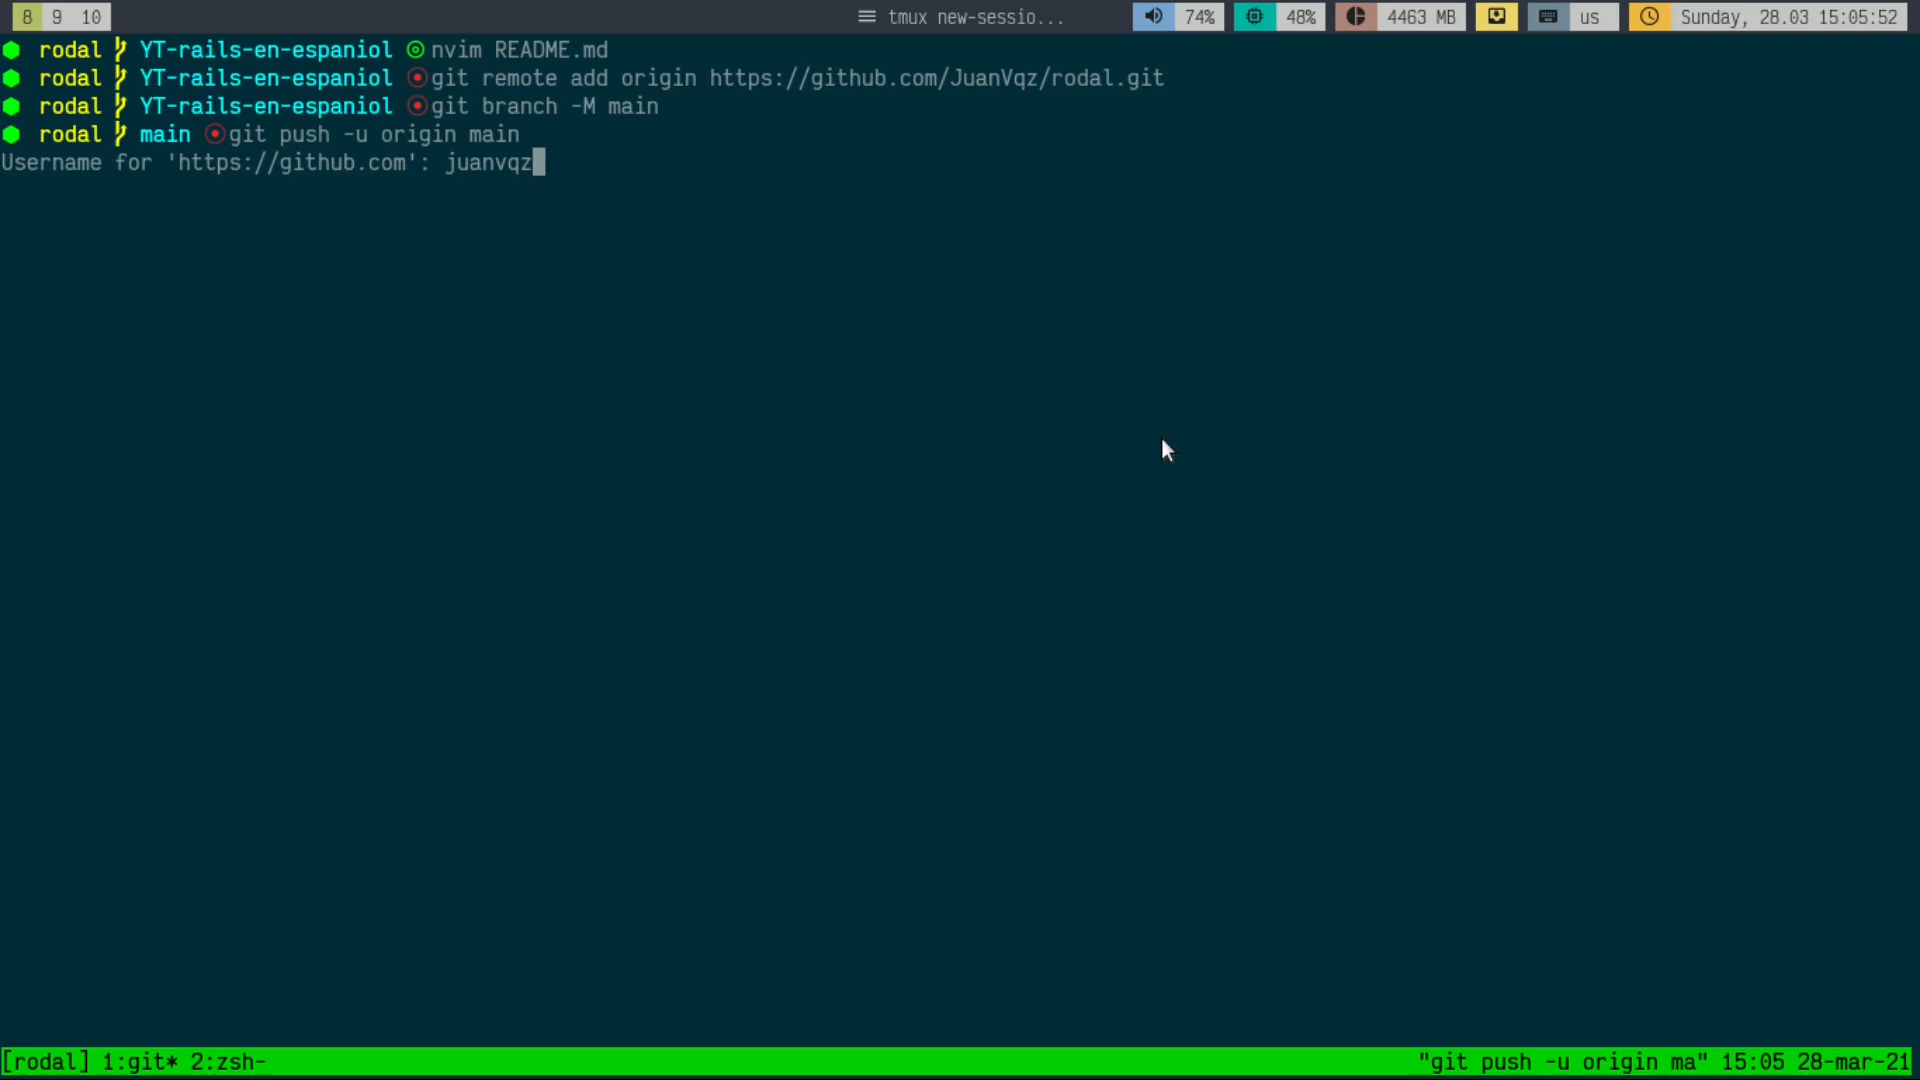 8 9 10 tmux new-sessio... 74% 48% 4463 MB us Sunday, 28.03 15:05:52
rodal YT-rails-en-espaniol nvim README.md
rodal YT-rails-en-espaniol git remote add origin https://github.com/JuanVqz/rodal.git
rodal YT-rails-en-espaniol git branch -M main
rodal main git push -u origin main
Username for 'https://github.com': juanvqz
[rodal] 1:git* 2:zsh- "git push -u origin ma" 15:05 28-mar-21